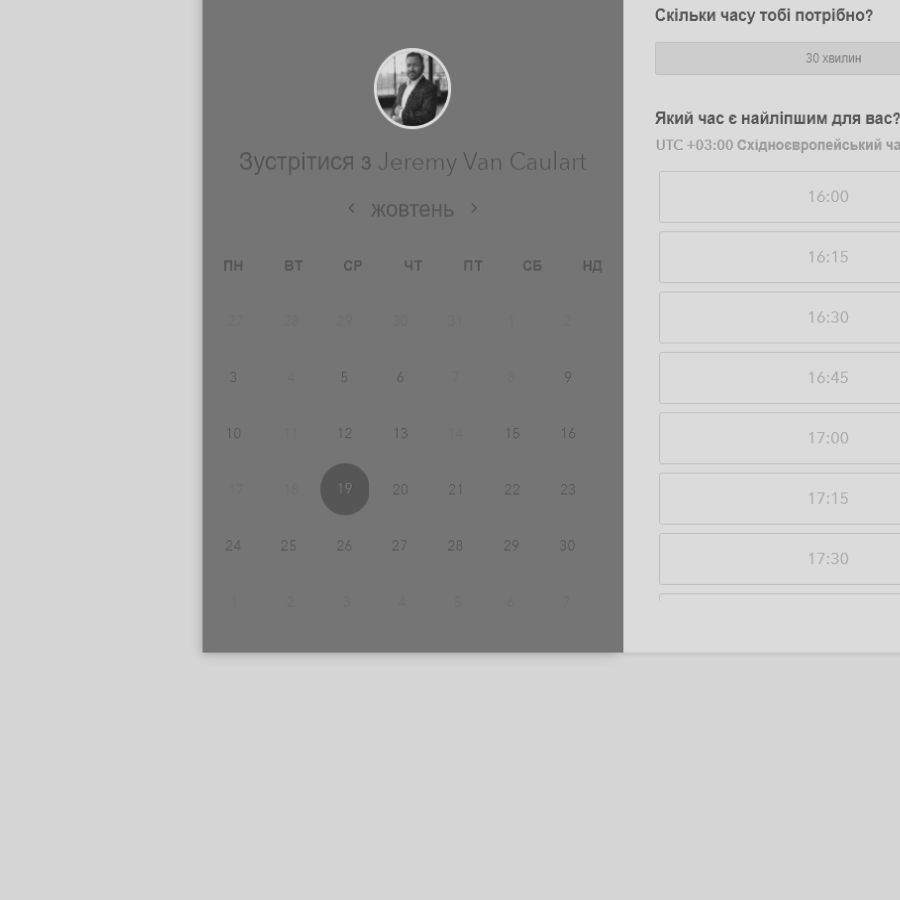 Зустрітися з Jeremy Van Caulart
‹ жовтень ›
ПН ВТ СР ЧТ ПТ СБ НД
27 28 29 30 31 1 2
3 4 5 6 7 8 9
10 11 12 13 14 15 16
17 18 19 20 21 22 23
24 25 26 27 28 29 30
1 2 3 4 5 6 7
Скільки часу тобі потрібно?
30 хвилин
Який час є найліпшим для вас?
UTC +03:00 Східноєвропейський ча
16:00
16:15
16:30
16:45
17:00
17:15
17:30